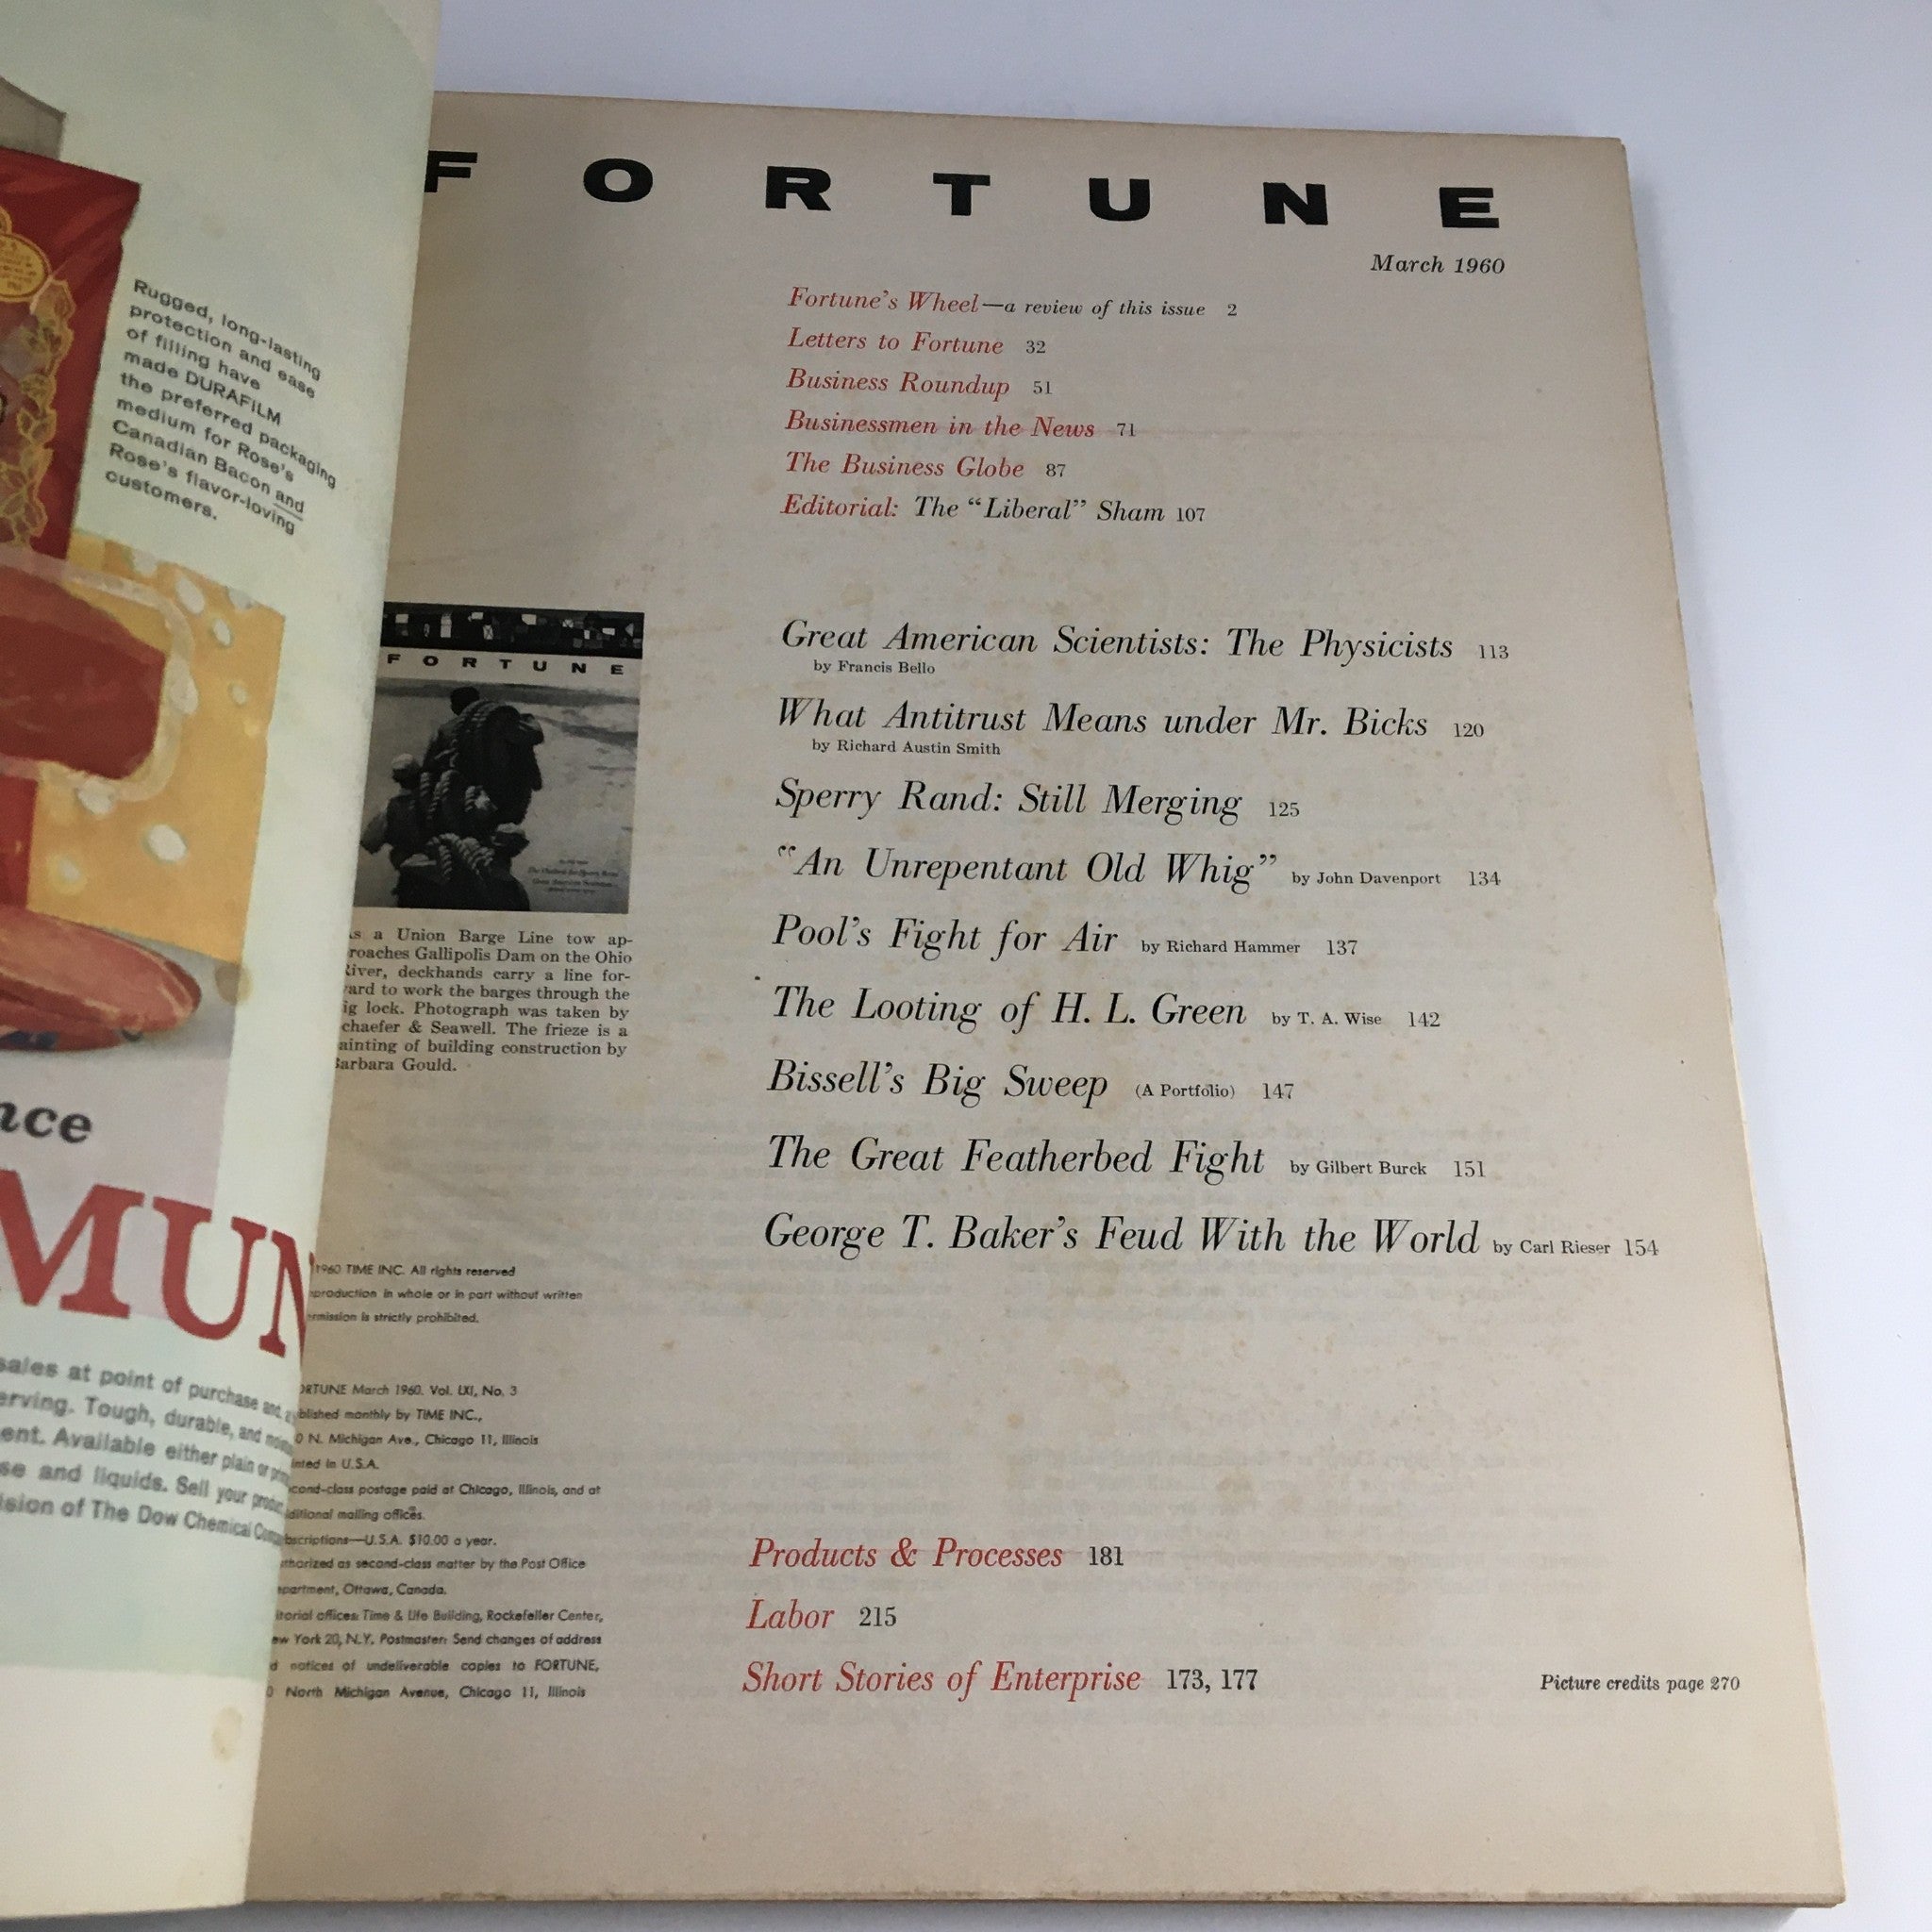 Rugged, long-lasting
protection and ease
of filling have
made DURAFILM
the preferred packaging
medium for Rose's
Canadian Bacon and
Rose's flavor-loving
customers.
sales at point of purchase and
Tough, durable, and
Available either plain or
and liquids. Sell your
of The Dow Chemical
FORTUNE
March 1960
Fortune's Wheel—a review of this issue 2
Letters to Fortune 32
Business Roundup 51
Businessmen in the News 71
The Business Globe 87
Editorial: The “Liberal” Sham 107
FORTUNE
a Union Barge Line tow ap-
roaches Gallipolis Dam on the Ohio
River, deckhands carry a line for-
ard to work the barges through the
ig lock. Photograph was taken by
chaefer & Seawell. The frieze is a
ainting of building construction by
Barbara Gould.
Great American Scientists: The Physicists 113
by Francis Bello
What Antitrust Means under Mr. Bicks 120
by Richard Austin Smith
Sperry Rand: Still Merging 125
“An Unrepentant Old Whig” by John Davenport 134
Pool's Fight for Air by Richard Hammer 137
The Looting of H. L. Green by T. A. Wise 142
Bissell's Big Sweep (A Portfolio) 147
The Great Featherbed Fight by Gilbert Burck 151
George T. Baker's Feud With the World by Carl Rieser 154
1960 TIME INC. All rights reserved
production in whole or in part without written
rmission is strictly prohibited.
ORTUNE March 1960. Vol. LXI, No. 3
blished monthly by TIME INC.,
0 N. Michigan Ave., Chicago 11, Illinois
inted in U.S.A.
cond-class postage paid at Chicago, Illinois, and at
ditional mailing offices.
bscriptions—U.S.A. $10.00 a year.
thorized as second-class matter by the Post Office
partment, Ottawa, Canada.
itorial offices: Time & Life Building, Rockefeller Center,
ew York 20, N.Y. Postmaster: Send changes of address
d notices of undeliverable copies to FORTUNE,
0 North Michigan Avenue, Chicago 11, Illinois
Products & Processes 181
Labor 215
Short Stories of Enterprise 173, 177
Picture credits page 270